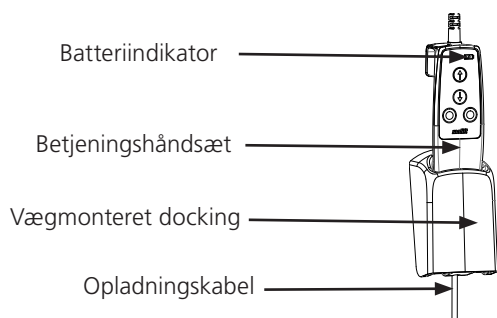 Batteriindikator
Betjeningshåndsæt
Vægmonteret docking
Opladningskabel